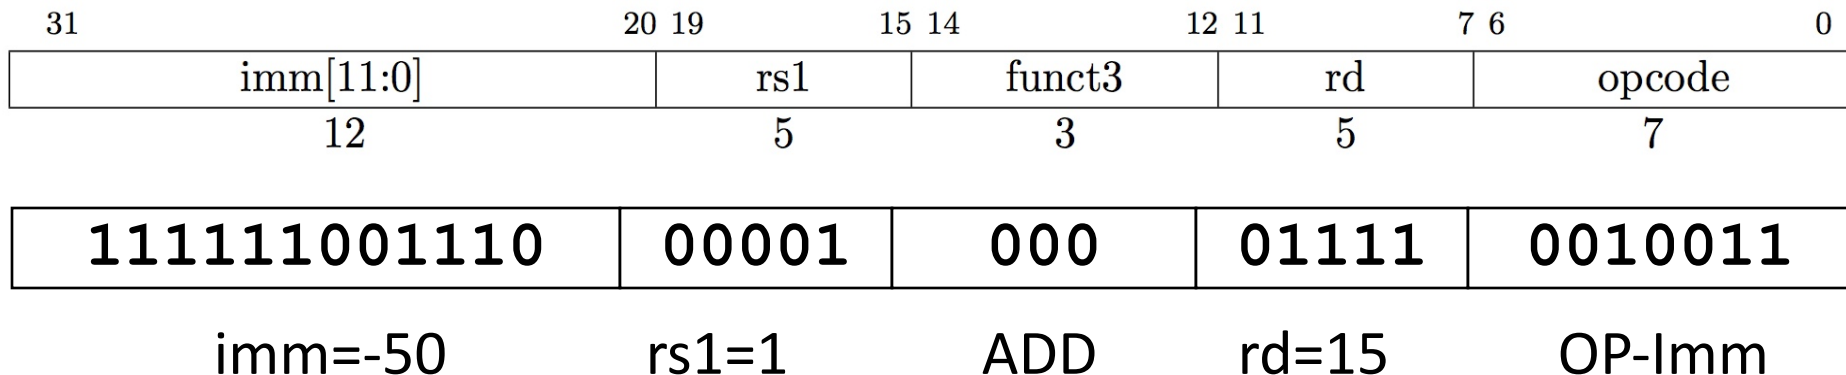 31 20 19 15 14 12 11 7 6 0
imm[11:0] rs1 funct3 rd opcode
12 5 3 5 7
111111001110 00001 000 01111 0010011
imm=-50 rs1=1 ADD rd=15 OP-Imm